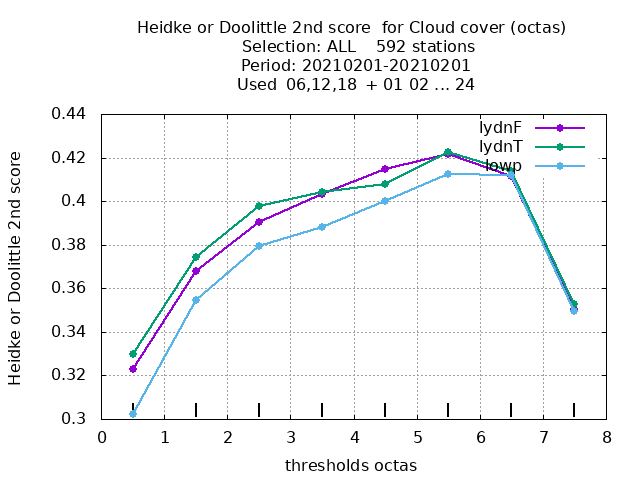 Heidke or Doolittle 2nd score  for Cloud cover (octas)
Selection: ALL    592 stations
Period: 20210201-20210201
Used  06,12,18  + 01 02 ... 24
lydnF
lydnT
lowp
0.44
0.42
0.4
0.38
0.36
0.34
0.32
0.3
Heidke or Doolittle 2nd score
0 1 2 3 4 5 6 7 8
thresholds octas